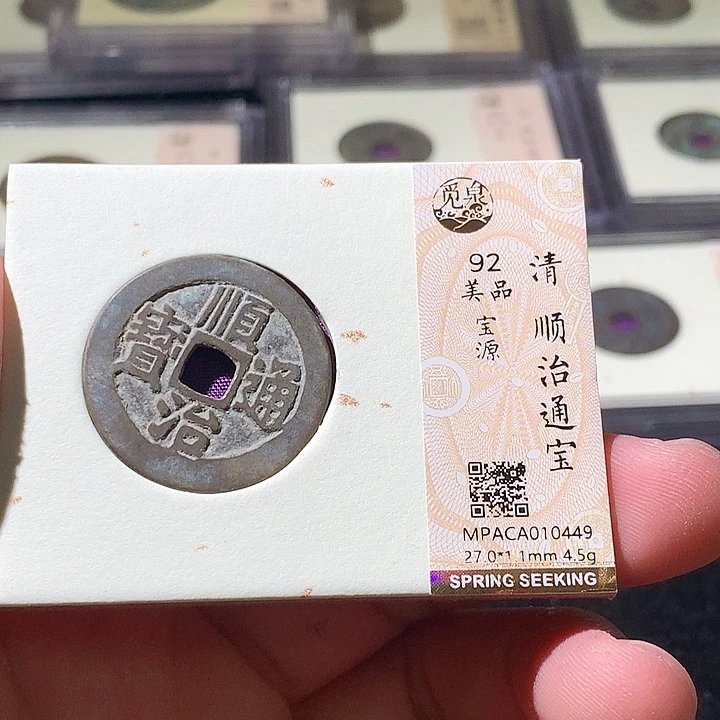 順治通寶
觅泉
92
美品
宝源
清
顺治通宝
MPACA010449
27.0*1.1mm 4.5g
SPRING SEEKING